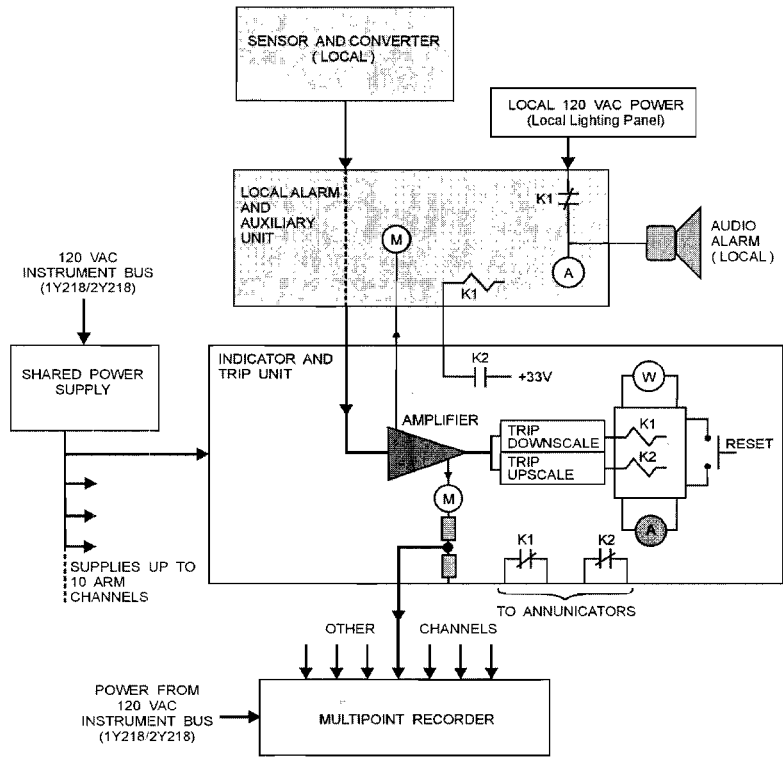 SENSOR AND CONVERTER
( LOCAL )
LOCAL 120 VAC POWER
(Local Lighting Panel)
LOCAL ALARM
AND
AUXILIARY
UNIT
K1
M
A
AUDIO
ALARM
( LOCAL )
K1
120 VAC
INSTRUMENT BUS
(1Y218/2Y218)
SHARED POWER
SUPPLY
INDICATOR AND
TRIP UNIT
K2
+33V
W
AMPLIFIER
TRIP
DOWNSCALE
K1
TRIP
UPSCALE
K2
RESET
M
A
K1
K2
SUPPLIES UP TO
10 ARM
CHANNELS
TO ANNUNICATORS
OTHER CHANNELS
POWER FROM
120 VAC
INSTRUMENT BUS
(1Y218/2Y218)
MULTIPOINT RECORDER